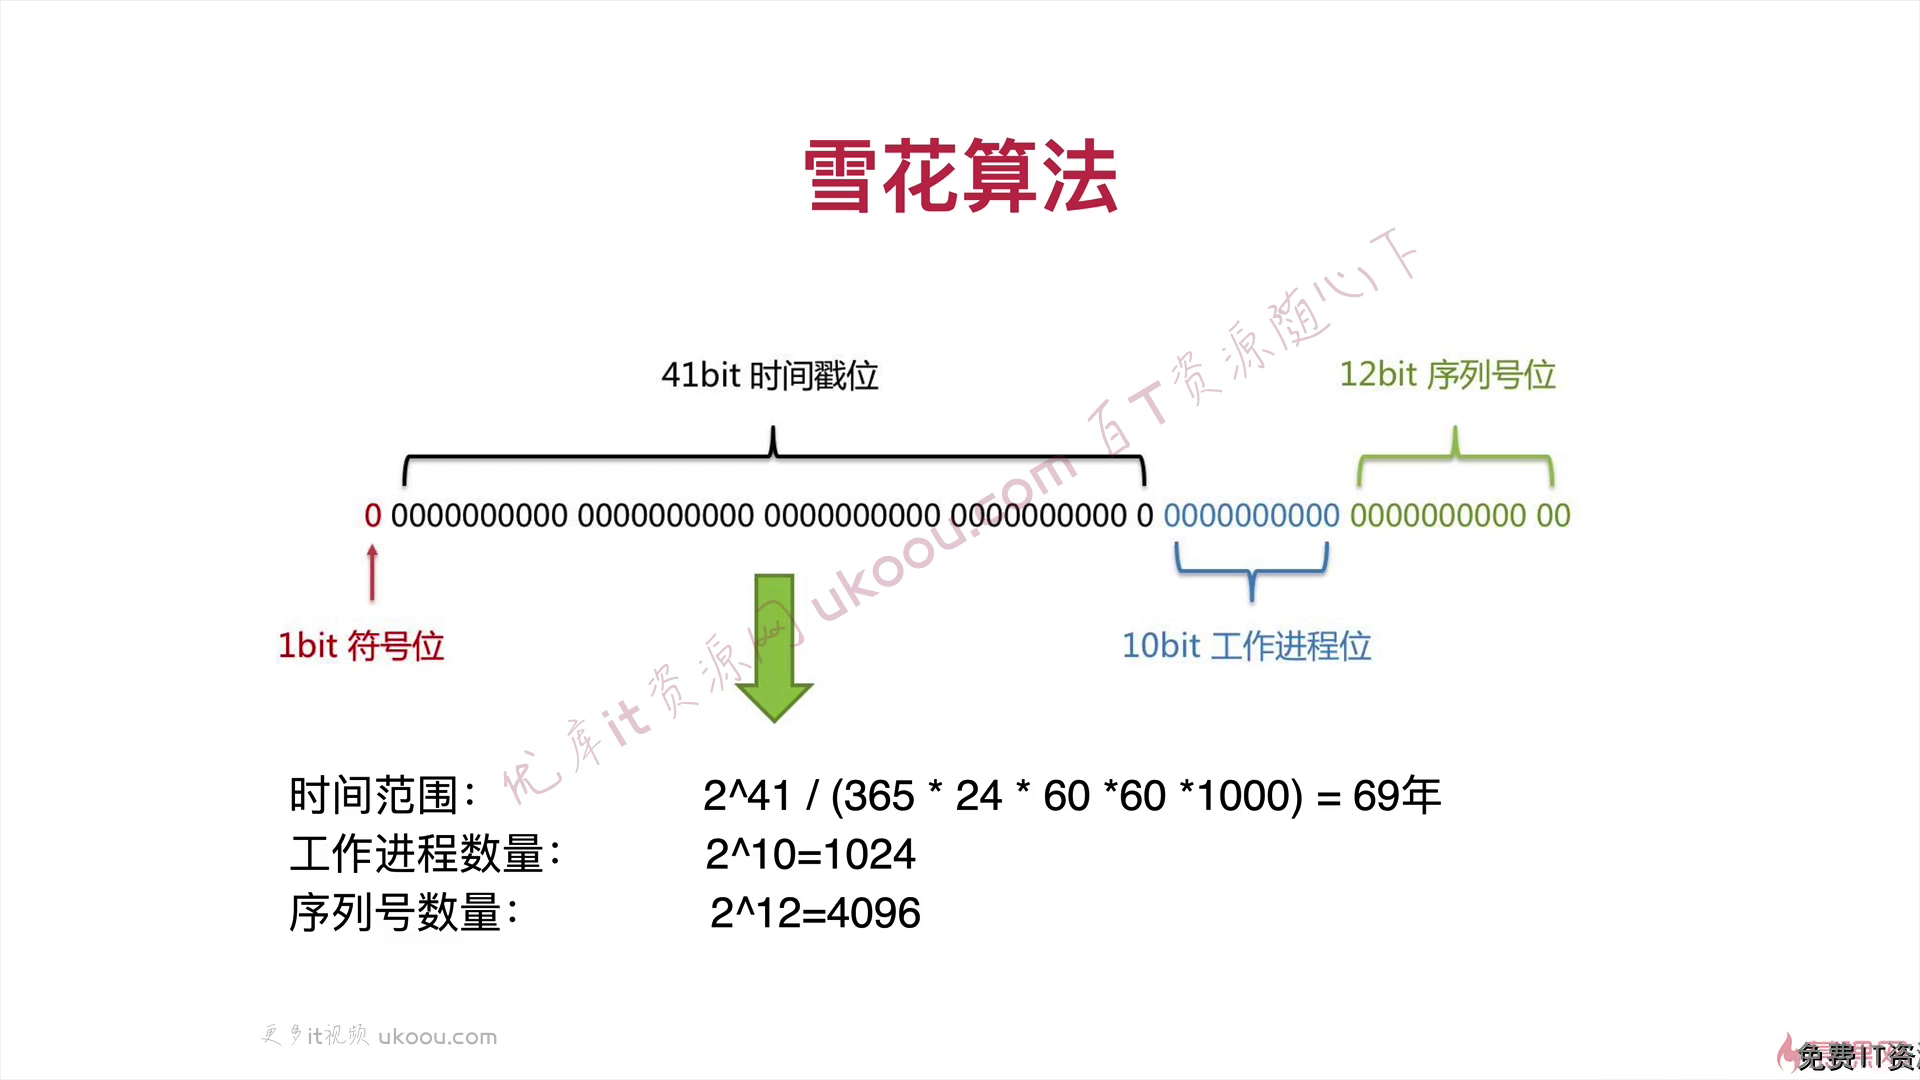 雪花算法
41bit 时间戳位
12bit 序列号位
0 0000000000 0000000000 0000000000 0000000000 0 0000000000 0000000000 00
1bit 符号位
10bit 工作进程位
优库it资源网 ukoou.com 百T资源随心下
时间范围： 2^41 / (365 * 24 * 60 *60 *1000) = 69年
工作进程数量： 2^10=1024
序列号数量： 2^12=4096
更多it视频 ukoou.com
免费IT资